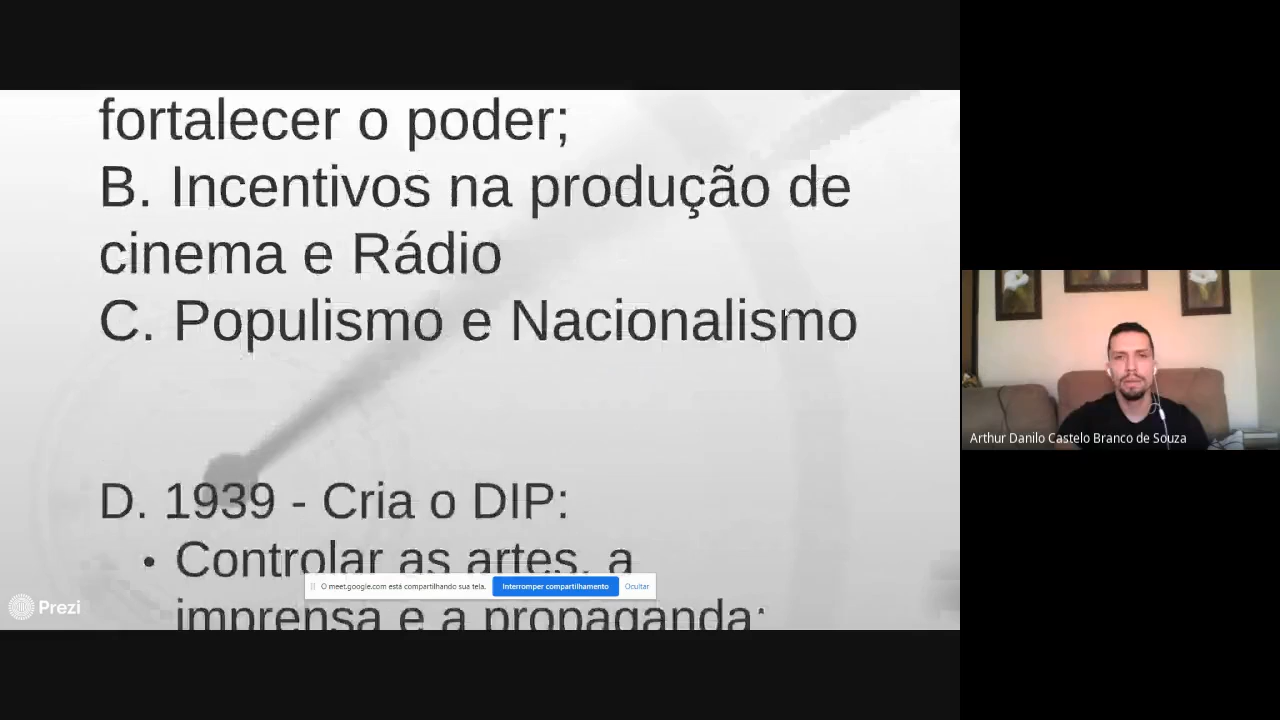 fortalecer o poder;
B. Incentivos na produção de
cinema e Rádio
C. Populismo e Nacionalismo
D. 1939 - Cria o DIP:
• Controlar as artes, a
imprensa e a propaganda;
O meet.google.com está compartilhando sua tela.
Interromper compartilhamento
Ocultar
Prezi
Arthur Danilo Castelo Branco de Souza